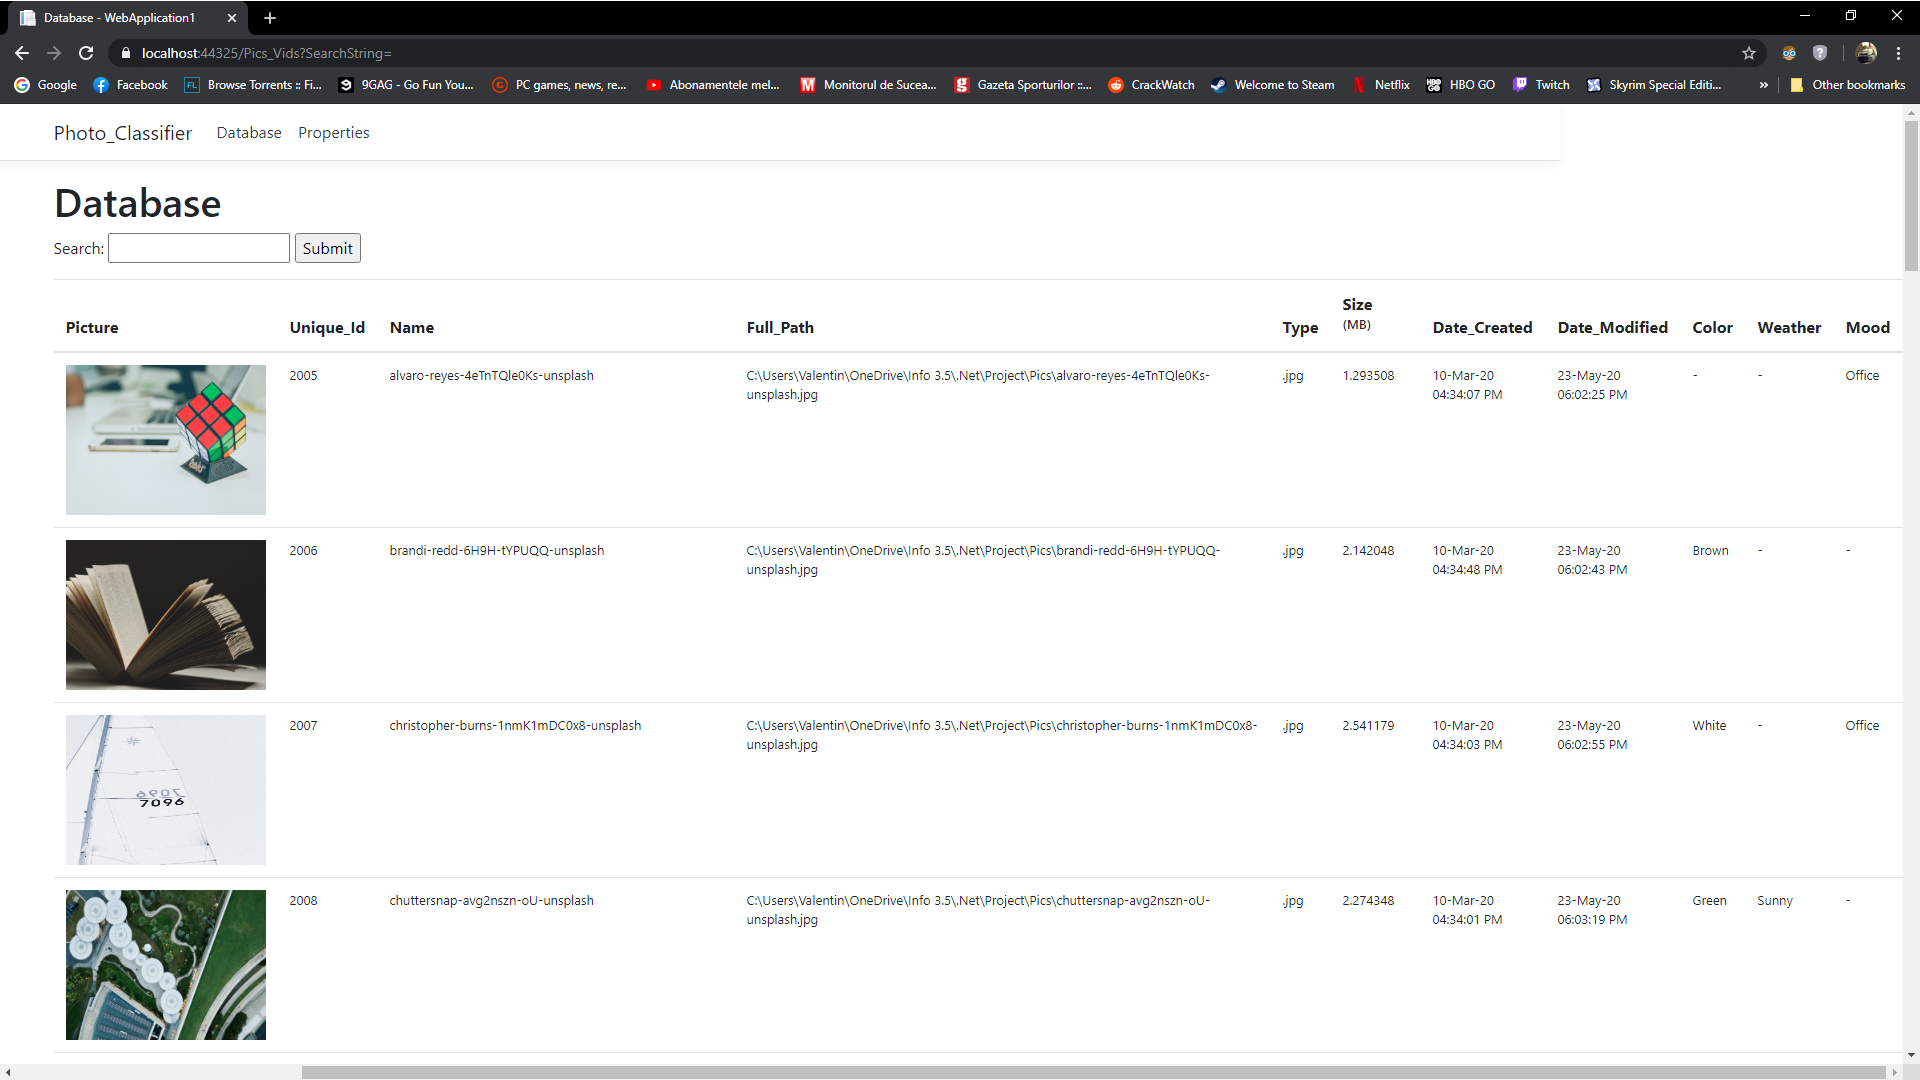 Database - WebApplication1
localhost:44325/Pics_Vids?SearchString=
Google Facebook FL Browse Torrents :: Fi... 9GAG - Go Fun You... PC games, news, re... Abonamentele mel... Monitorul de Sucea... Gazeta Sporturilor ::... CrackWatch Welcome to Steam Netflix HBO GO Twitch Skyrim Special Editi... » Other bookmarks
Photo_Classifier Database Properties
Database
Search: Submit
Picture Unique_Id Name Full_Path Type Size (MB) Date_Created Date_Modified Color Weather Mood
2005 alvaro-reyes-4eTnTQle0Ks-unsplash C:\Users\Valentin\OneDrive\Info 3.5\.Net\Project\Pics\alvaro-reyes-4eTnTQle0Ks- .jpg 1.293508 10-Mar-20 23-May-20 - - Office
unsplash.jpg 04:34:07 PM 06:02:25 PM
2006 brandi-redd-6H9H-tYPUQQ-unsplash C:\Users\Valentin\OneDrive\Info 3.5\.Net\Project\Pics\brandi-redd-6H9H-tYPUQQ- .jpg 2.142048 10-Mar-20 23-May-20 Brown - -
unsplash.jpg 04:34:48 PM 06:02:43 PM
2007 christopher-burns-1nmK1mDC0x8-unsplash C:\Users\Valentin\OneDrive\Info 3.5\.Net\Project\Pics\christopher-burns-1nmK1mDC0x8- .jpg 2.541179 10-Mar-20 23-May-20 White - Office
unsplash.jpg 04:34:03 PM 06:02:55 PM
7096
7096
2008 chuttersnap-avg2nszn-oU-unsplash C:\Users\Valentin\OneDrive\Info 3.5\.Net\Project\Pics\chuttersnap-avg2nszn-oU- .jpg 2.274348 10-Mar-20 23-May-20 Green Sunny -
unsplash.jpg 04:34:01 PM 06:03:19 PM